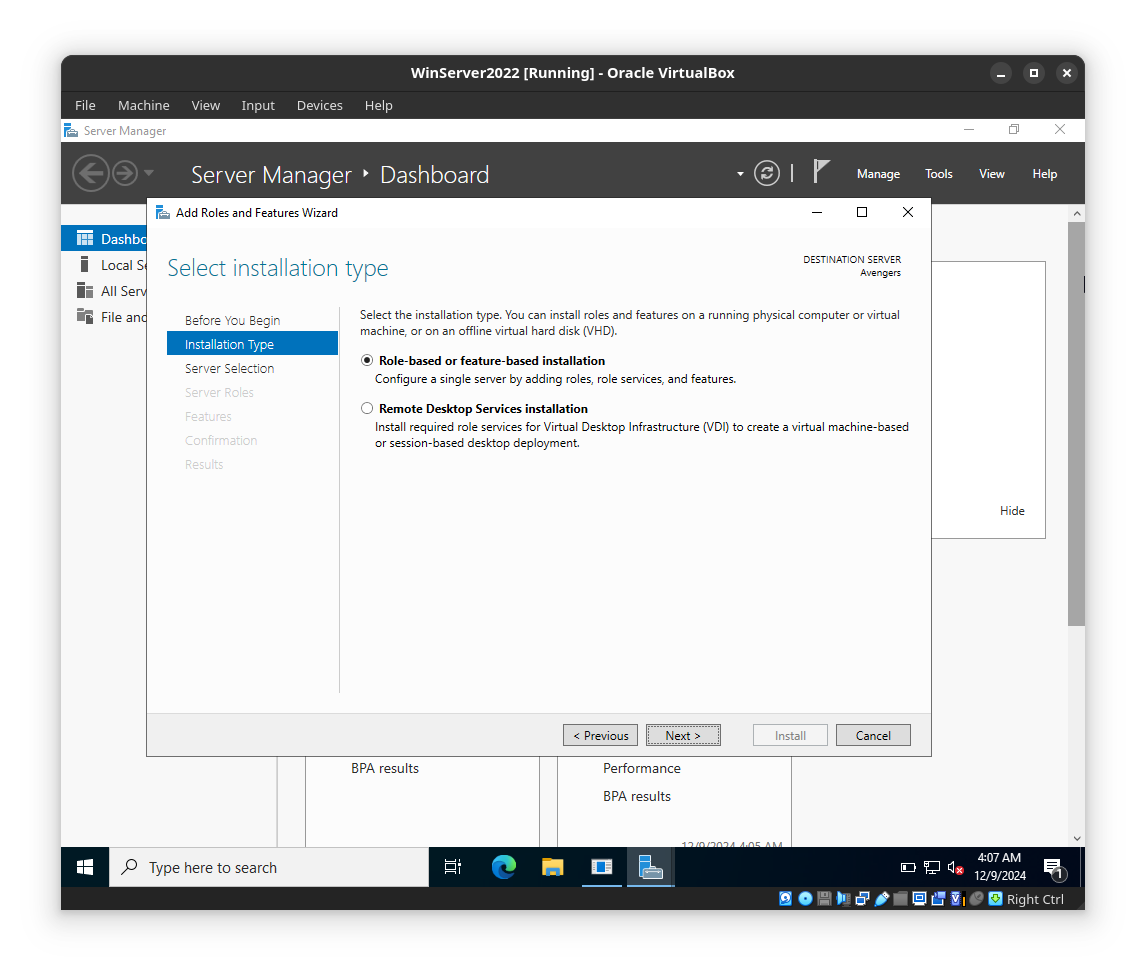 WinServer2022 [Running] - Oracle VirtualBox
File Machine View Input Devices Help
Server Manager
Server Manager Dashboard
Manage Tools View Help
Add Roles and Features Wizard
Select installation type
DESTINATION SERVER
Avengers
Dashbo
Local Se
All Serv
File and
Before You Begin
Installation Type
Server Selection
Server Roles
Features
Confirmation
Results
Select the installation type. You can install roles and features on a running physical computer or virtual
machine, or on an offline virtual hard disk (VHD).
Role-based or feature-based installation
Configure a single server by adding roles, role services, and features.
Remote Desktop Services installation
Install required role services for Virtual Desktop Infrastructure (VDI) to create a virtual machine-based
or session-based desktop deployment.
Hide
< Previous Next > Install Cancel
BPA results
Performance
BPA results
12/9/2024 4:05 AM
Type here to search
4:07 AM
12/9/2024
1
Right Ctrl